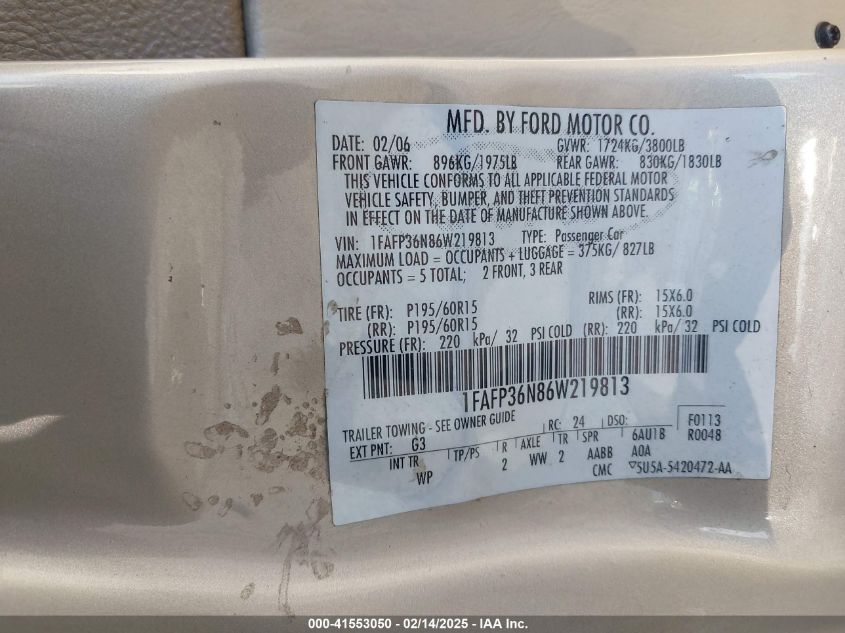 MFD. BY FORD MOTOR CO.
DATE: 02/06 GVWR: 1724KG/3800LB
FRONT GAWR: 896KG/1975LB REAR GAWR: 830KG/1830LB
THIS VEHICLE CONFORMS TO ALL APPLICABLE FEDERAL MOTOR
VEHICLE SAFETY, BUMPER, AND THEFT PREVENTION STANDARDS
IN EFFECT ON THE DATE OF MANUFACTURE SHOWN ABOVE.
VIN: 1FAFP36N86W219813 TYPE: Passenger Car
MAXIMUM LOAD = OCCUPANTS + LUGGAGE = 375KG/ 827LB
OCCUPANTS = 5 TOTAL; 2 FRONT, 3 REAR
TIRE (FR): P195/60R15 RIMS (FR): 15X6.0
(RR): P195/60R15 (RR): 15X6.0
PRESSURE (FR): 220 kPa/ 32 PSI COLD (RR): 220 kPa/ 32 PSI COLD
1FAFP36N86W219813
TRAILER TOWING - SEE OWNER GUIDE RC: 24 DSO: F0113
EXT PNT: G3 TP/PS R AXLE TR SPR 6AU1B R0048
INT TR 2 WW 2 AABB A0A
WP CMC 5U5A-5420472-AA
000-41553050 - 02/14/2025 - IAA Inc.